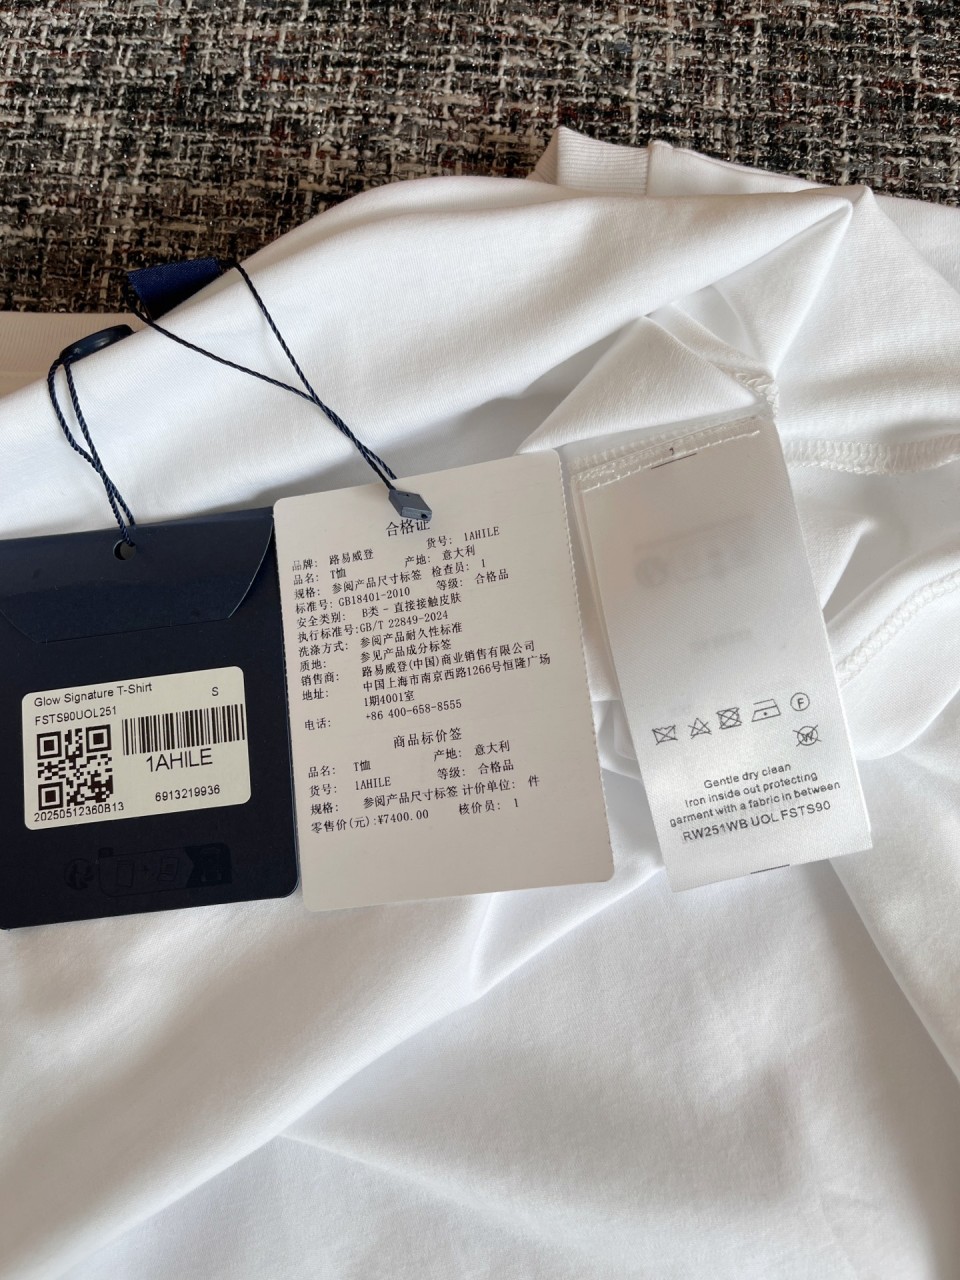 Glow Signature T-Shirt
S
FSTS90UOL251
1AHILE
20250512360B13
6913219936
合格证
品牌: 路易威登 货号: 1AHILE
品名: T恤 产地: 意大利
规格: 参阅产品尺寸标签 检查员: 1
标准号: GB18401-2010 等级: 合格品
安全类别: B类 - 直接接触皮肤
执行标准号:GB/T 22849-2024
洗涤方式: 参阅产品耐久性标准
质地: 参见产品成分标签
销售商: 路易威登(中国)商业销售有限公司
地址: 中国上海市南京西路1266号恒隆广场
1期4001室
电话: +86 400-658-8555
商品标价签
品名: T恤 产地: 意大利
货号: 1AHILE 等级: 合格品
规格: 参阅产品尺寸标签 计价单位: 件
零售价(元):¥7400.00 核价员: 1
F
W
Gentle dry clean
Iron inside out protecting
garment with a fabric in between
RW251WB UOL FSTS90